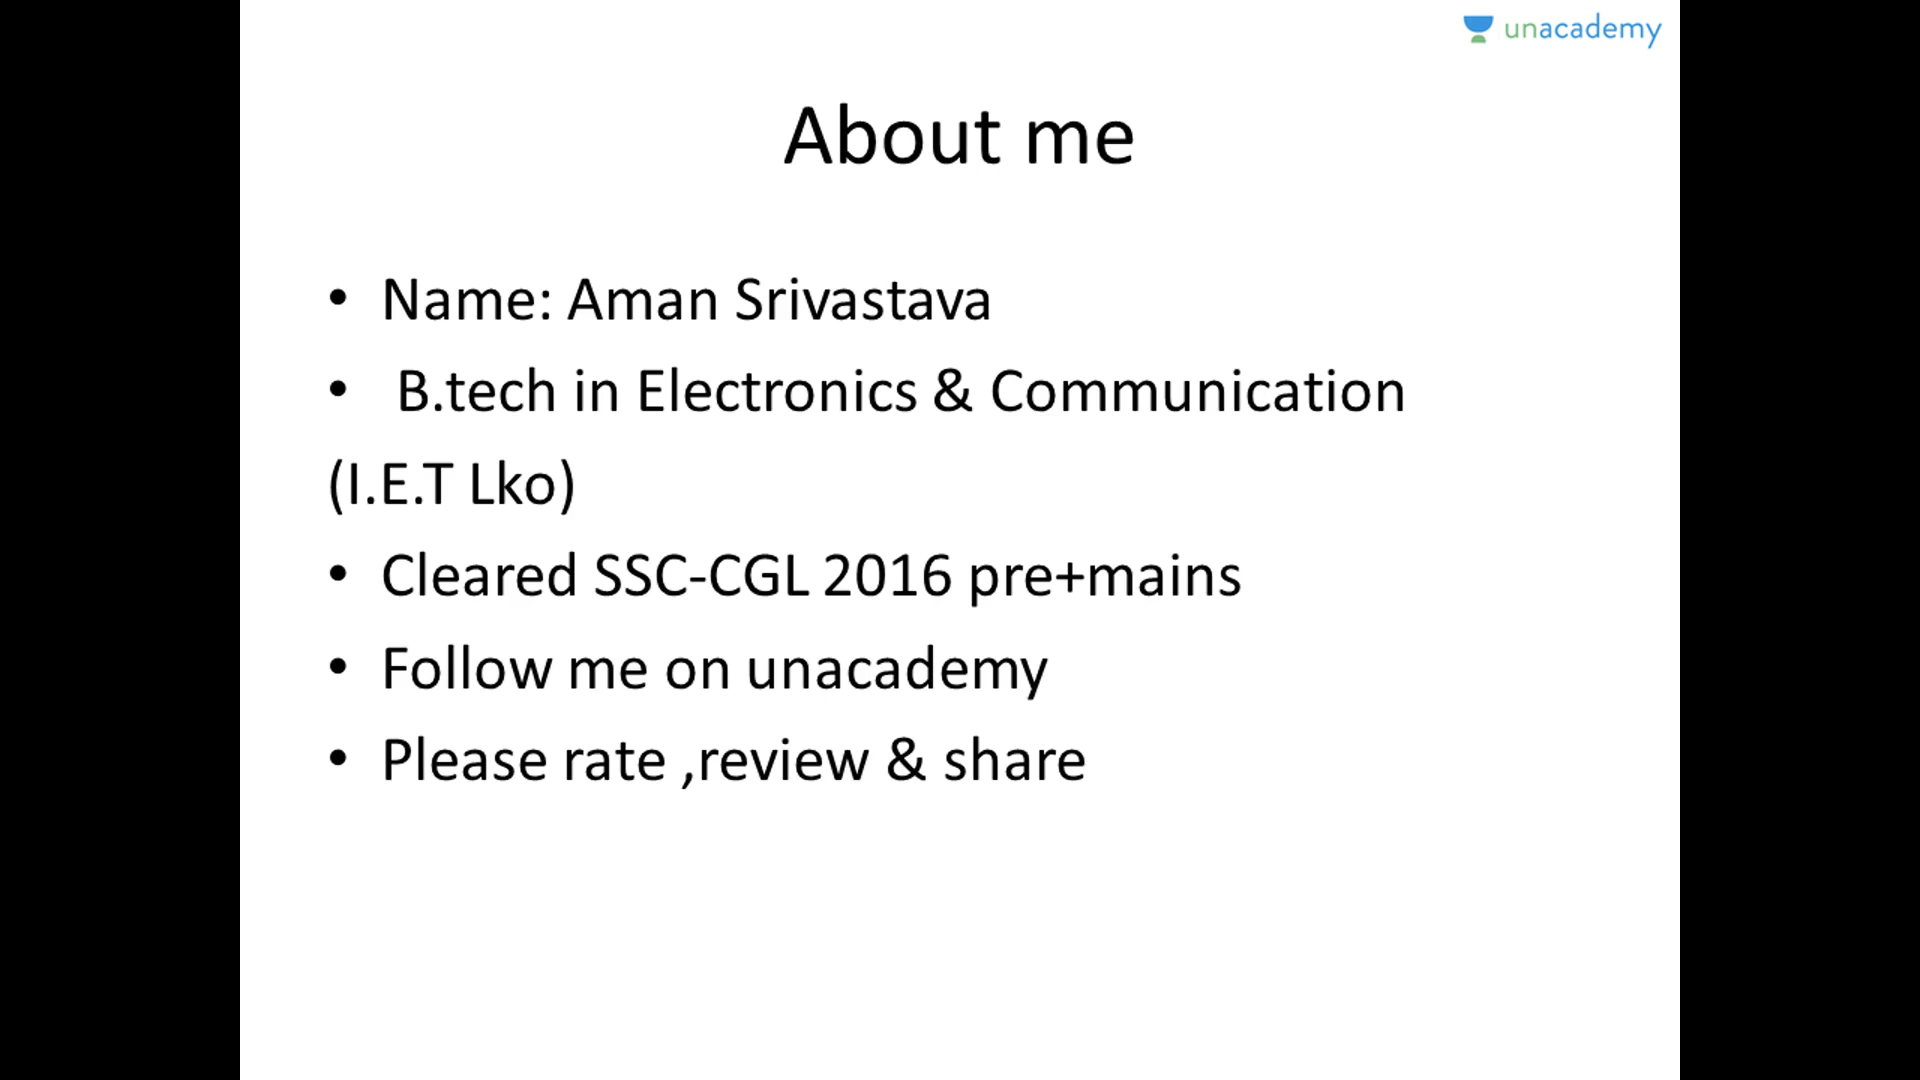 unacademy
About me
• Name: Aman Srivastava
• B.tech in Electronics & Communication
(I.E.T Lko)
• Cleared SSC-CGL 2016 pre+mains
• Follow me on unacademy
• Please rate ,review & share